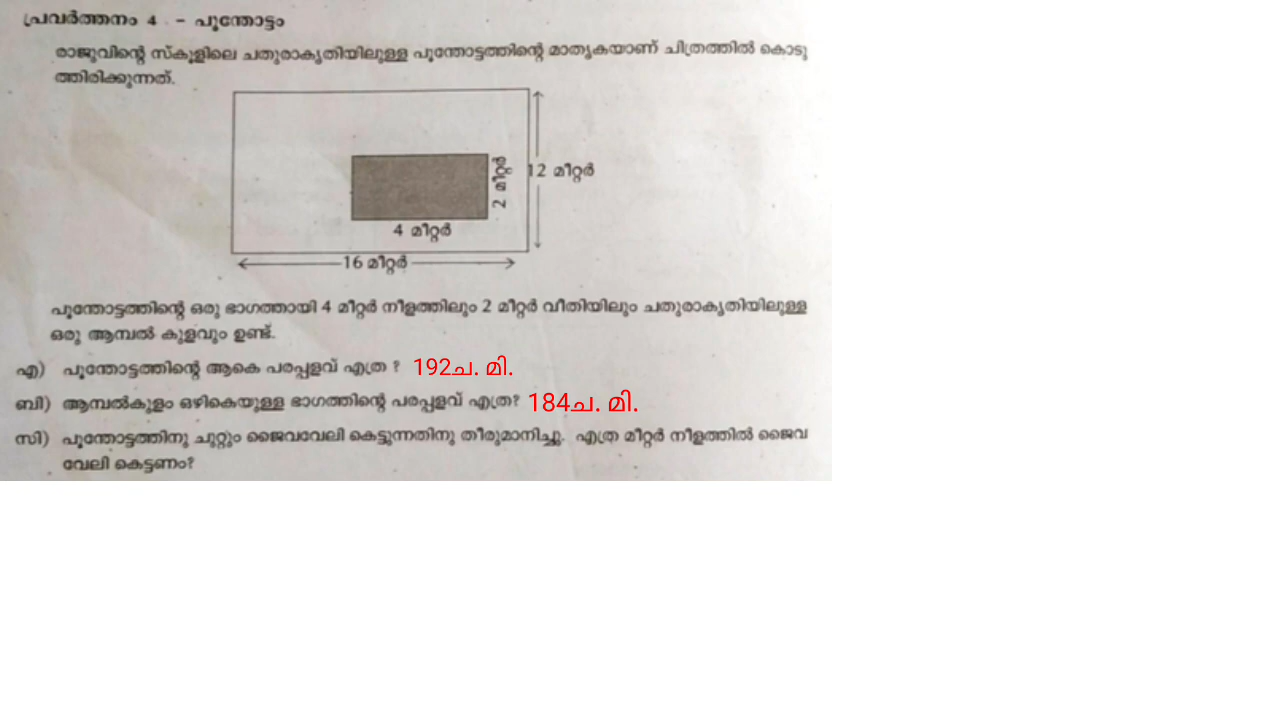 പ്രവർത്തനം 4 - പൂന്തോട്ടം
രാജുവിന്റെ സ്കൂളിലെ ചതുരാകൃതിയിലുള്ള പൂന്തോട്ടത്തിന്റെ മാതൃകയാണ് ചിത്രത്തിൽ കൊടു
ത്തിരിക്കുന്നത്.
2 മീറ്റർ
12 മീറ്റർ
4 മീറ്റർ
16 മീറ്റർ
പൂന്തോട്ടത്തിന്റെ ഒരു ഭാഗത്തായി 4 മീറ്റർ നീളത്തിലും 2 മീറ്റർ വീതിയിലും ചതുരാകൃതിയിലുള്ള
ഒരു ആമ്പൽ കുളവും ഉണ്ട്.
എ) പൂന്തോട്ടത്തിന്റെ ആകെ പരപ്പളവ് എത്ര ? 192ച. മി.
ബി) ആമ്പൽകുളം ഒഴികെയുള്ള ഭാഗത്തിന്റെ പരപ്പളവ് എത്ര? 184ച. മി.
സി) പൂന്തോട്ടത്തിനു ചുറ്റും ജൈവവേലി കെട്ടുന്നതിനു തീരുമാനിച്ചു. എത്ര മീറ്റർ നീളത്തിൽ ജൈവ
വേലി കെട്ടണം?